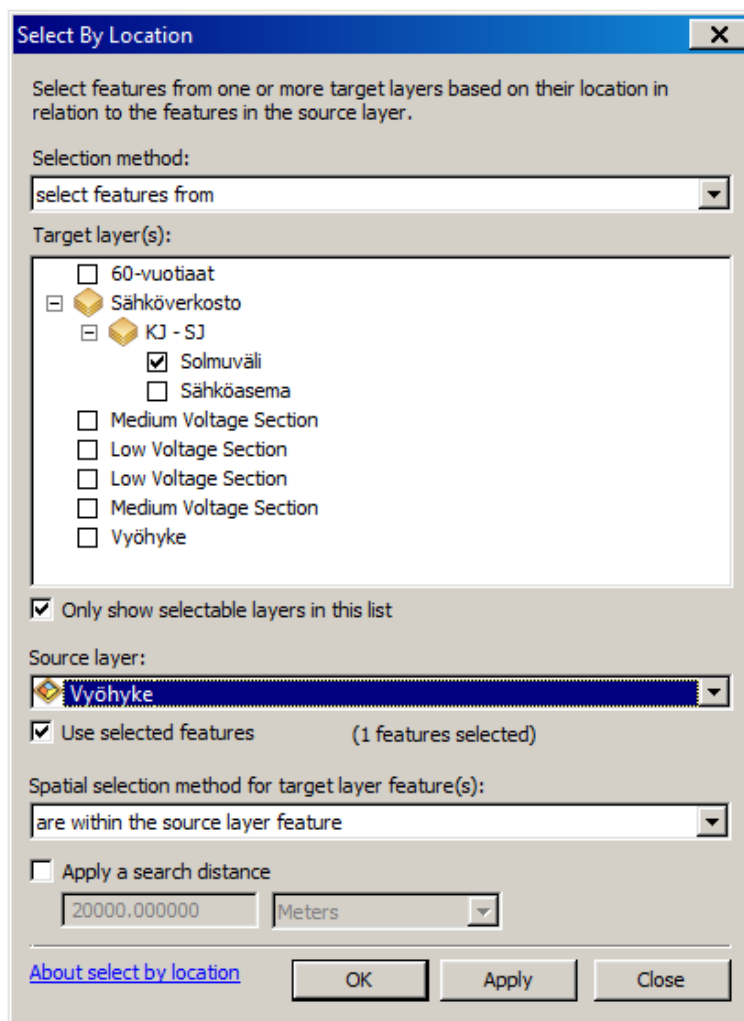 Select By Location
Select features from one or more target layers based on their location in
relation to the features in the source layer.
Selection method:
select features from
Target layer(s):
60-vuotiaat
Sähköverkosto
KJ - SJ
Solmuväli
Sähköasema
Medium Voltage Section
Low Voltage Section
Low Voltage Section
Medium Voltage Section
Vyöhyke
Only show selectable layers in this list
Source layer:
Vyöhyke
Use selected features (1 features selected)
Spatial selection method for target layer feature(s):
are within the source layer feature
Apply a search distance
20000.000000 Meters
About select by location OK Apply Close